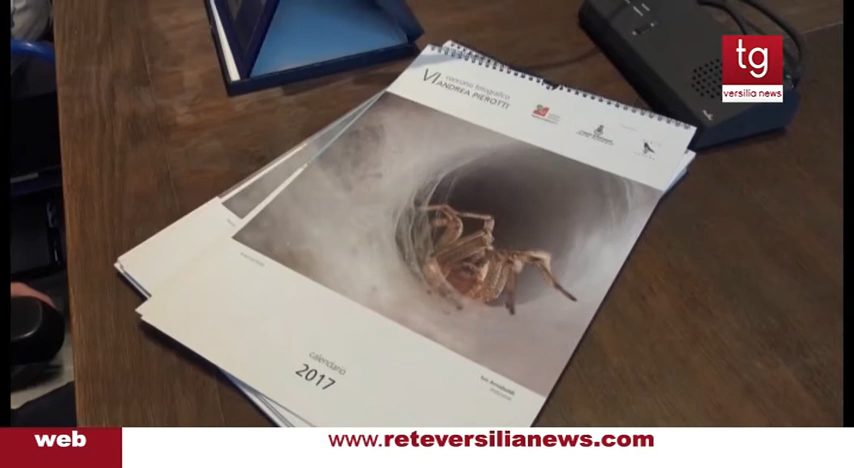 tg
versilia news
VI concorso fotografico
ANDREA PIEROTTI
calendario
2017
web
www.reteversilianews.com